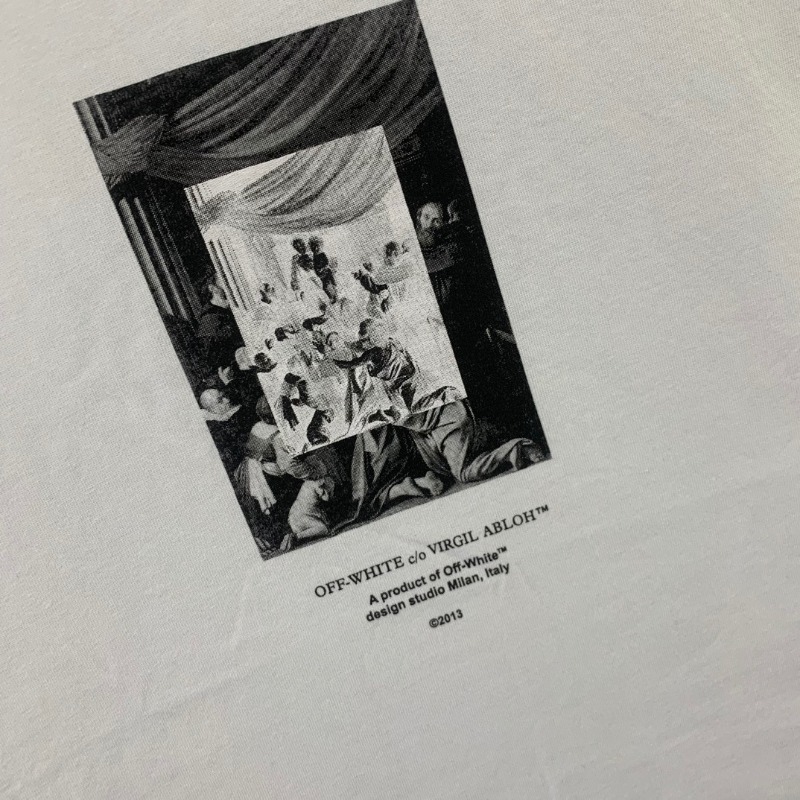 OFF-WHITE c/o VIRGIL ABLOH™
A product of Off-White™
design studio Milan, Italy
©2013